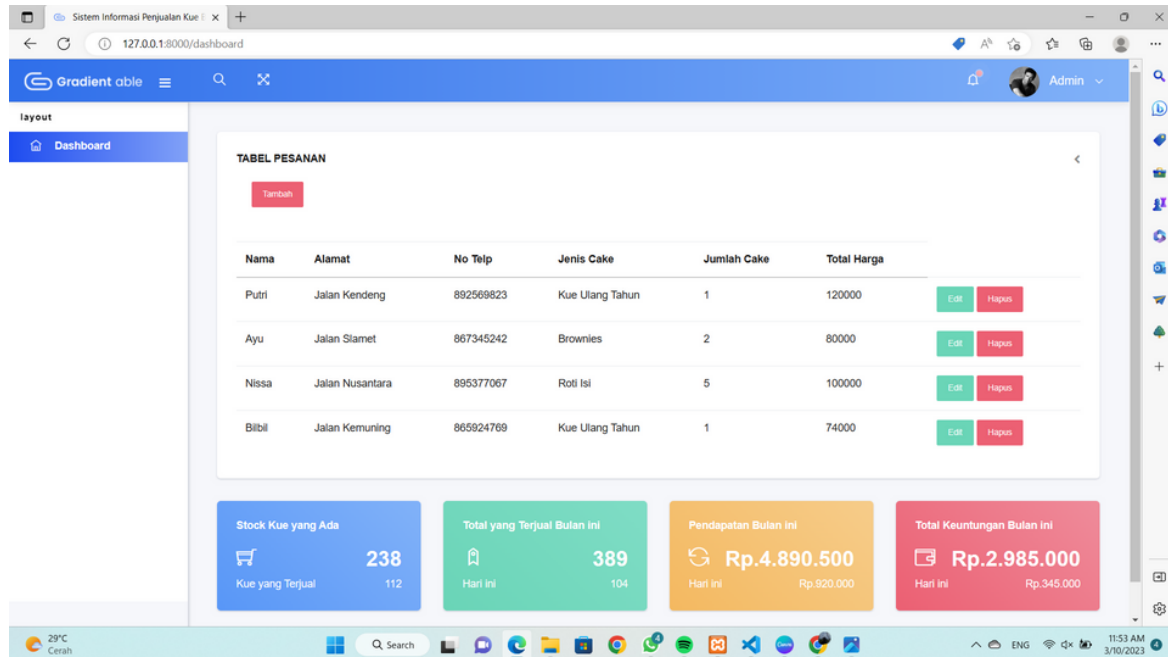 Sistem Informasi Penjualan Kue
127.0.0.1:8000/dashboard
Gradient able
Admin
layout
Dashboard
TABEL PESANAN
Tambah
Nama Alamat No Telp Jenis Cake Jumlah Cake Total Harga
Putri Jalan Kendeng 892569823 Kue Ulang Tahun 1 120000 Edit Hapus
Ayu Jalan Slamet 867345242 Brownies 2 80000 Edit Hapus
Nissa Jalan Nusantara 895377067 Roti Isi 5 100000 Edit Hapus
Bilbil Jalan Kemuning 865924769 Kue Ulang Tahun 1 74000 Edit Hapus
Stock Kue yang Ada
238
Kue yang Terjual 112
Total yang Terjual Bulan ini
389
Hari ini 104
Pendapatan Bulan ini
Rp.4.890.500
Hari ini Rp.920.000
Total Keuntungan Bulan ini
Rp.2.985.000
Hari ini Rp.345.000
29°C
Cerah
Search
ENG
11:53 AM
3/10/2023